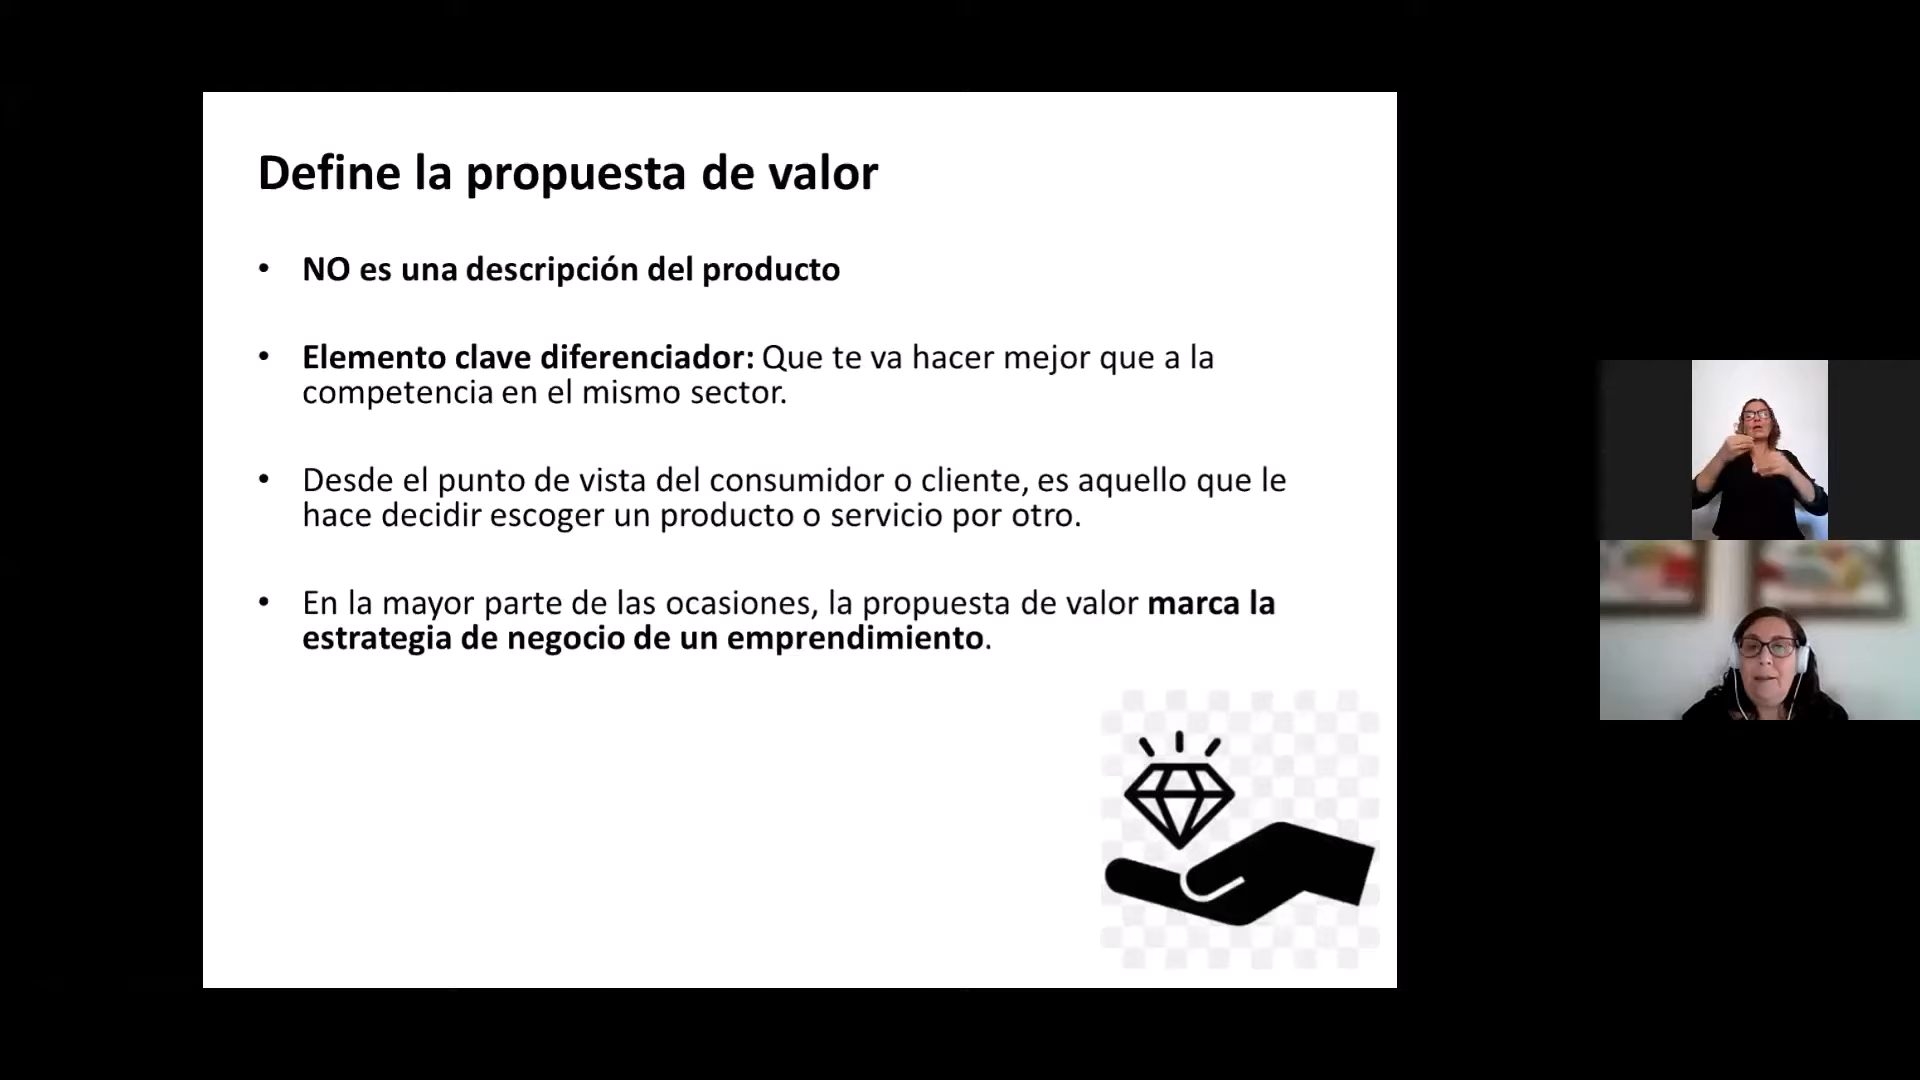 Define la propuesta de valor
• NO es una descripción del producto
• Elemento clave diferenciador: Que te va hacer mejor que a la
competencia en el mismo sector.
• Desde el punto de vista del consumidor o cliente, es aquello que le
hace decidir escoger un producto o servicio por otro.
• En la mayor parte de las ocasiones, la propuesta de valor marca la
estrategia de negocio de un emprendimiento.